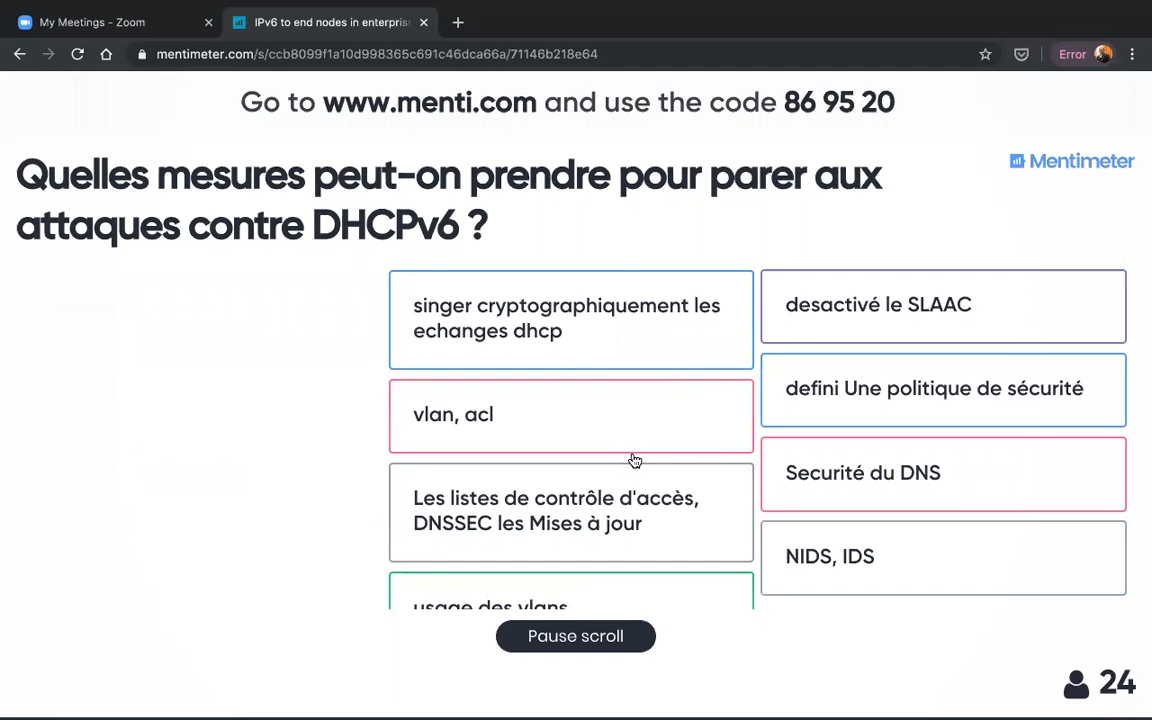 My Meetings - Zoom
IPv6 to end nodes in enterpris
mentimeter.com/s/ccb8099f1a10d998365c691c46dca66a/71146b218e64
Error
Go to www.menti.com and use the code 86 95 20
Quelles mesures peut-on prendre pour parer aux
attaques contre DHCPv6 ?
Mentimeter
singer cryptographiquement les
echanges dhcp
vlan, acl
Les listes de contrôle d'accès,
DNSSEC les Mises à jour
usage des vlans
desactivé le SLAAC
defini Une politique de sécurité
Securité du DNS
NIDS, IDS
Pause scroll
24